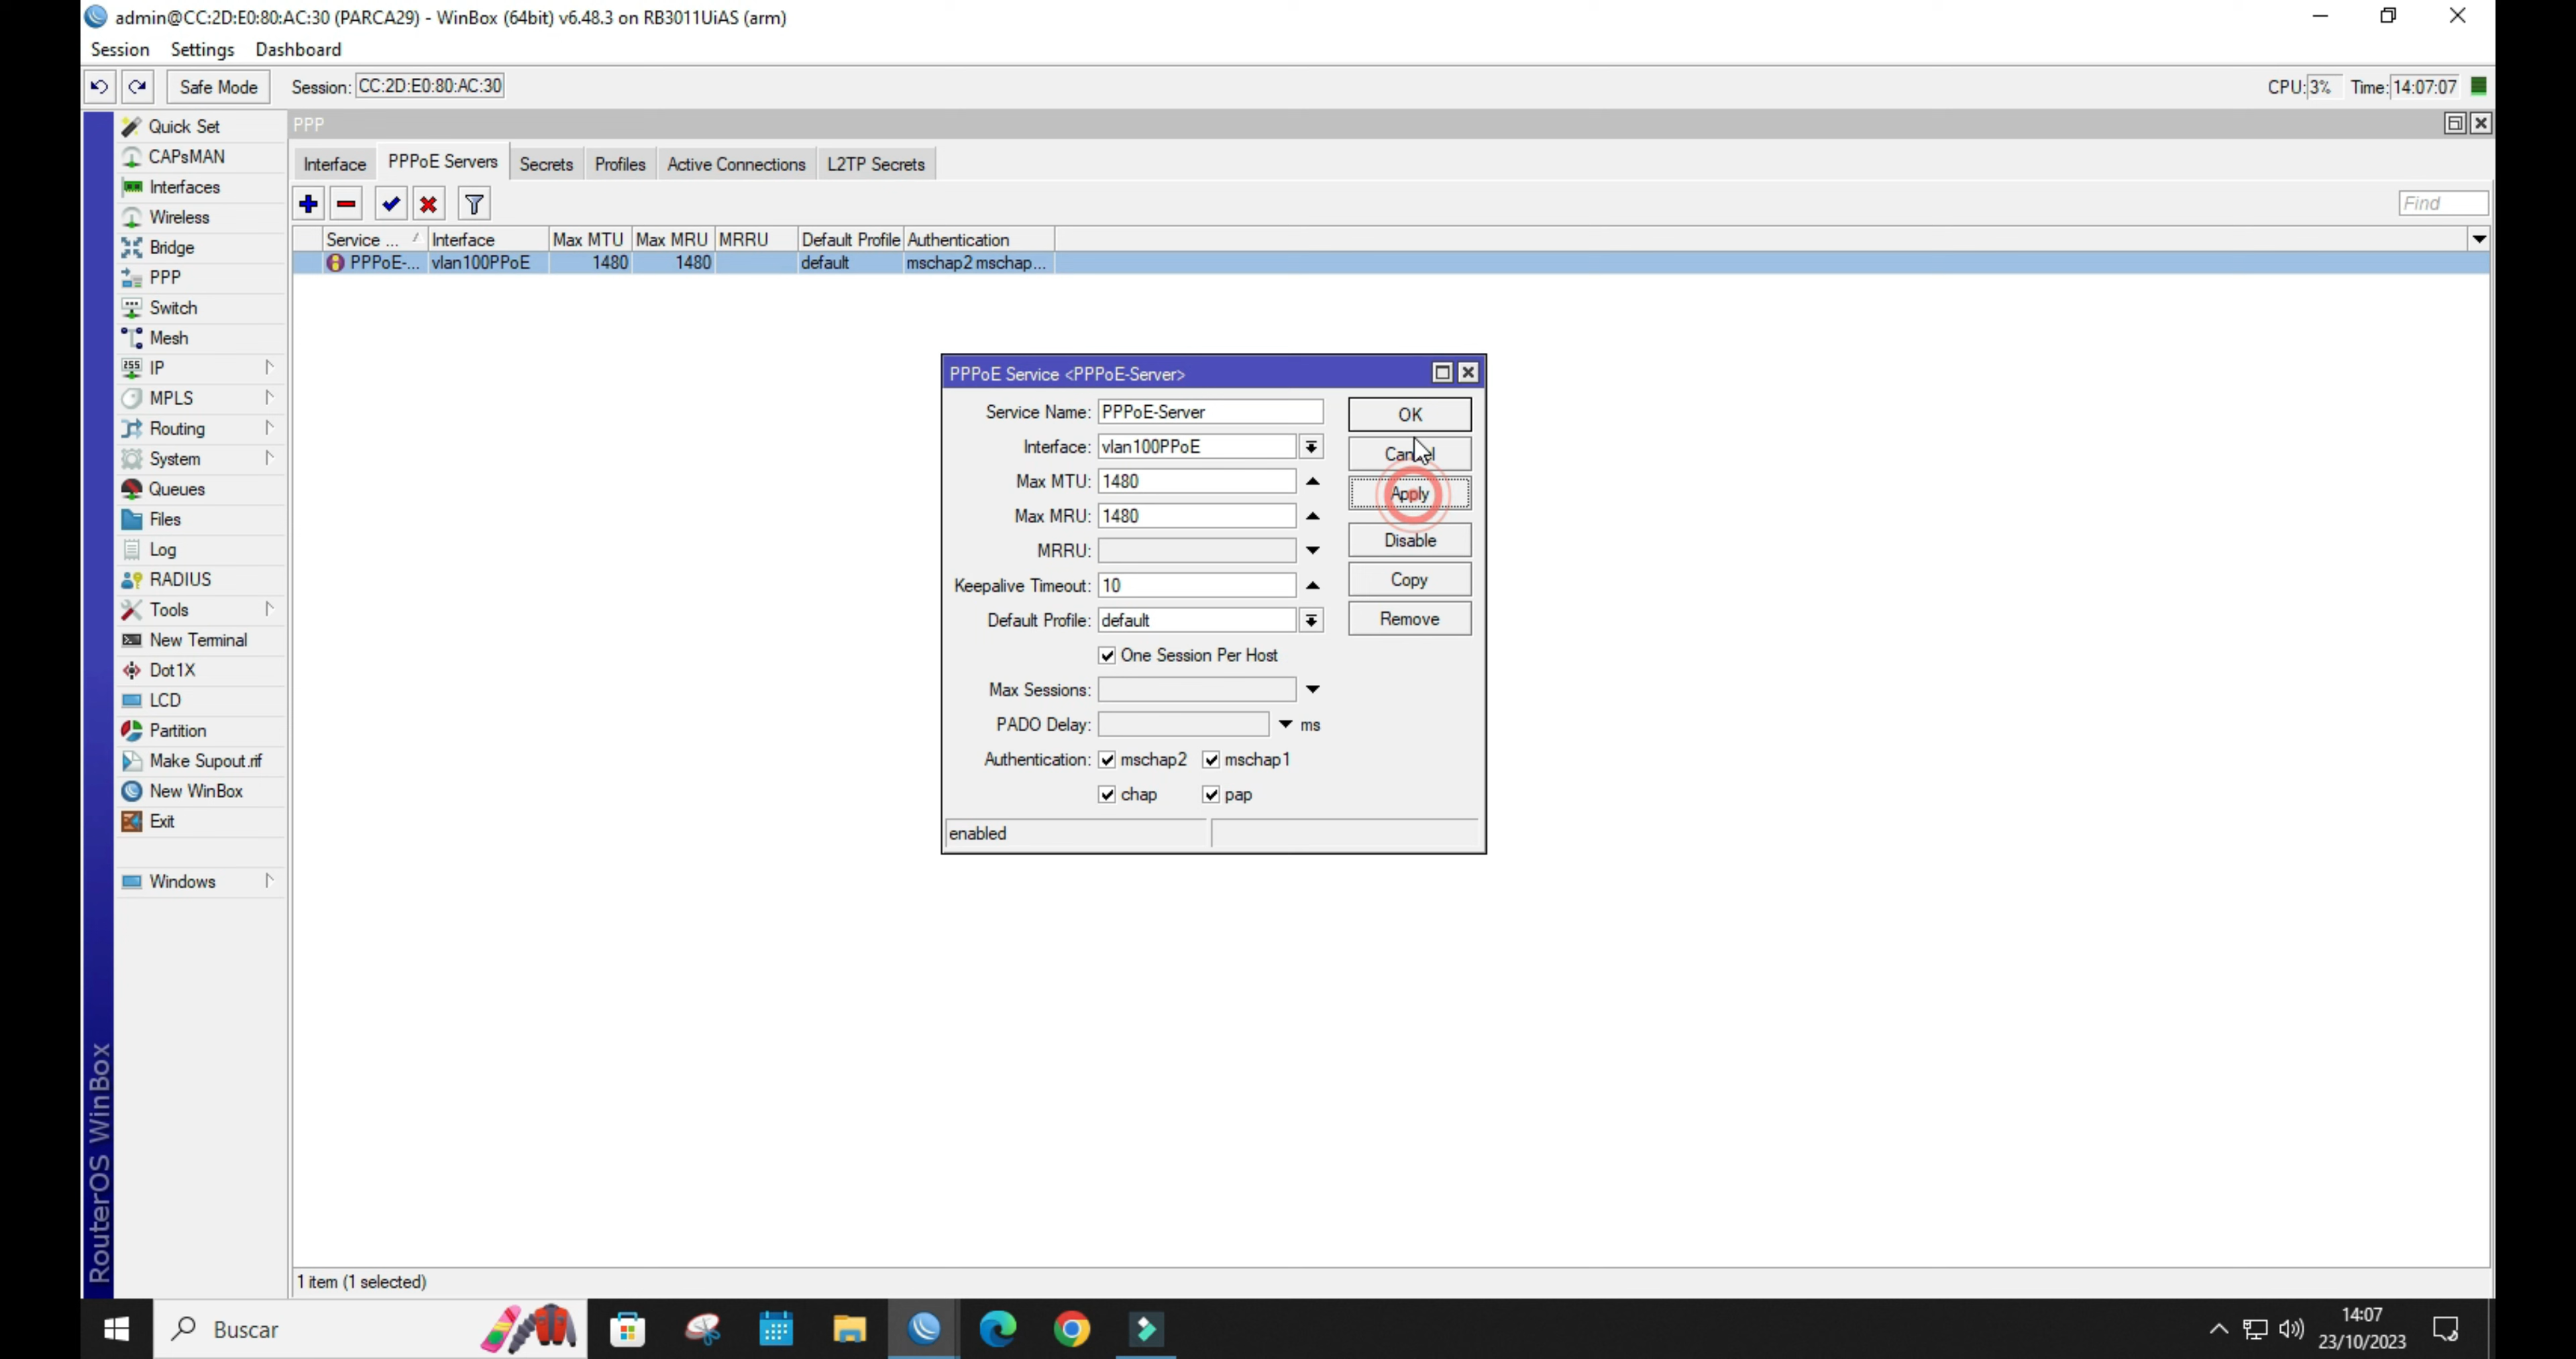 admin@CC:2D:E0:80:AC:30 (PARCA29) - WinBox (64bit) v6.48.3 on RB3011UiAS (arm)
Session Settings Dashboard
Safe Mode Session: CC:2D:E0:80:AC:30 CPU: 3% Time: 14:07:07
PPP
Interface PPPoE Servers Secrets Profiles Active Connections L2TP Secrets
Find
Service ... Interface Max MTU Max MRU MRRU Default Profile Authentication
PPPoE-... vlan100PPoE 1480 1480 default mschap2 mschap...
Quick Set
CAPsMAN
Interfaces
Wireless
Bridge
PPP
Switch
Mesh
255 IP
MPLS
Routing
System
Queues
Files
Log
RADIUS
Tools
New Terminal
Dot1X
LCD
Partition
Make Supout.rif
New WinBox
Exit
Windows
RouterOS WinBox
PPPoE Service <PPPoE-Server>
Service Name: PPPoE-Server
Interface: vlan100PPoE
Max MTU: 1480
Max MRU: 1480
MRRU:
Keepalive Timeout: 10
Default Profile: default
One Session Per Host
Max Sessions:
PADO Delay: ms
Authentication: mschap2 mschap1
chap pap
enabled
OK
Cancel
Apply
Disable
Copy
Remove
1 item (1 selected)
Buscar
14:07
23/10/2023